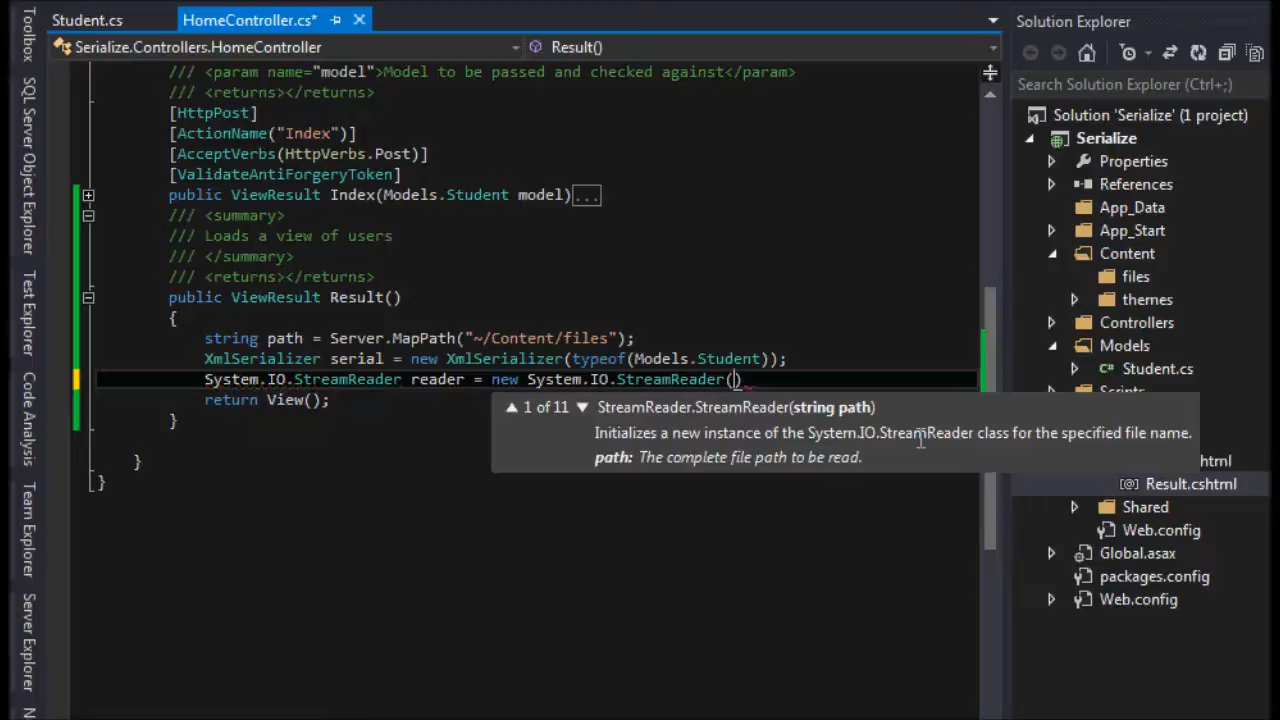 Student.cs
HomeController.cs*
Serialize.Controllers.HomeController
Result()
/// <param name="model">Model to be passed and checked against</param>
/// <returns></returns>
[HttpPost]
[ActionName("Index")]
[AcceptVerbs(HttpVerbs.Post)]
[ValidateAntiForgeryToken]
public ViewResult Index(Models.Student model)...
/// <summary>
/// Loads a view of users
/// </summary>
/// <returns></returns>
public ViewResult Result()
{
string path = Server.MapPath("~/Content/files");
XmlSerializer serial = new XmlSerializer(typeof(Models.Student));
System.IO.StreamReader reader = new System.IO.StreamReader()
return View();
}
}
}
1 of 11 StreamReader.StreamReader(string path)
Initializes a new instance of the System.IO.StreamReader class for the specified file name.
path: The complete file path to be read.
Toolbox
SQL Server Object Explorer
Test Explorer
Code Analysis
Team Explorer
Server Explorer
Solution Explorer
Search Solution Explorer (Ctrl+;)
Solution 'Serialize' (1 project)
Serialize
Properties
References
App_Data
App_Start
Content
files
themes
Controllers
Models
Student.cs
html
Result.cshtml
Shared
Web.config
Global.asax
packages.config
Web.config